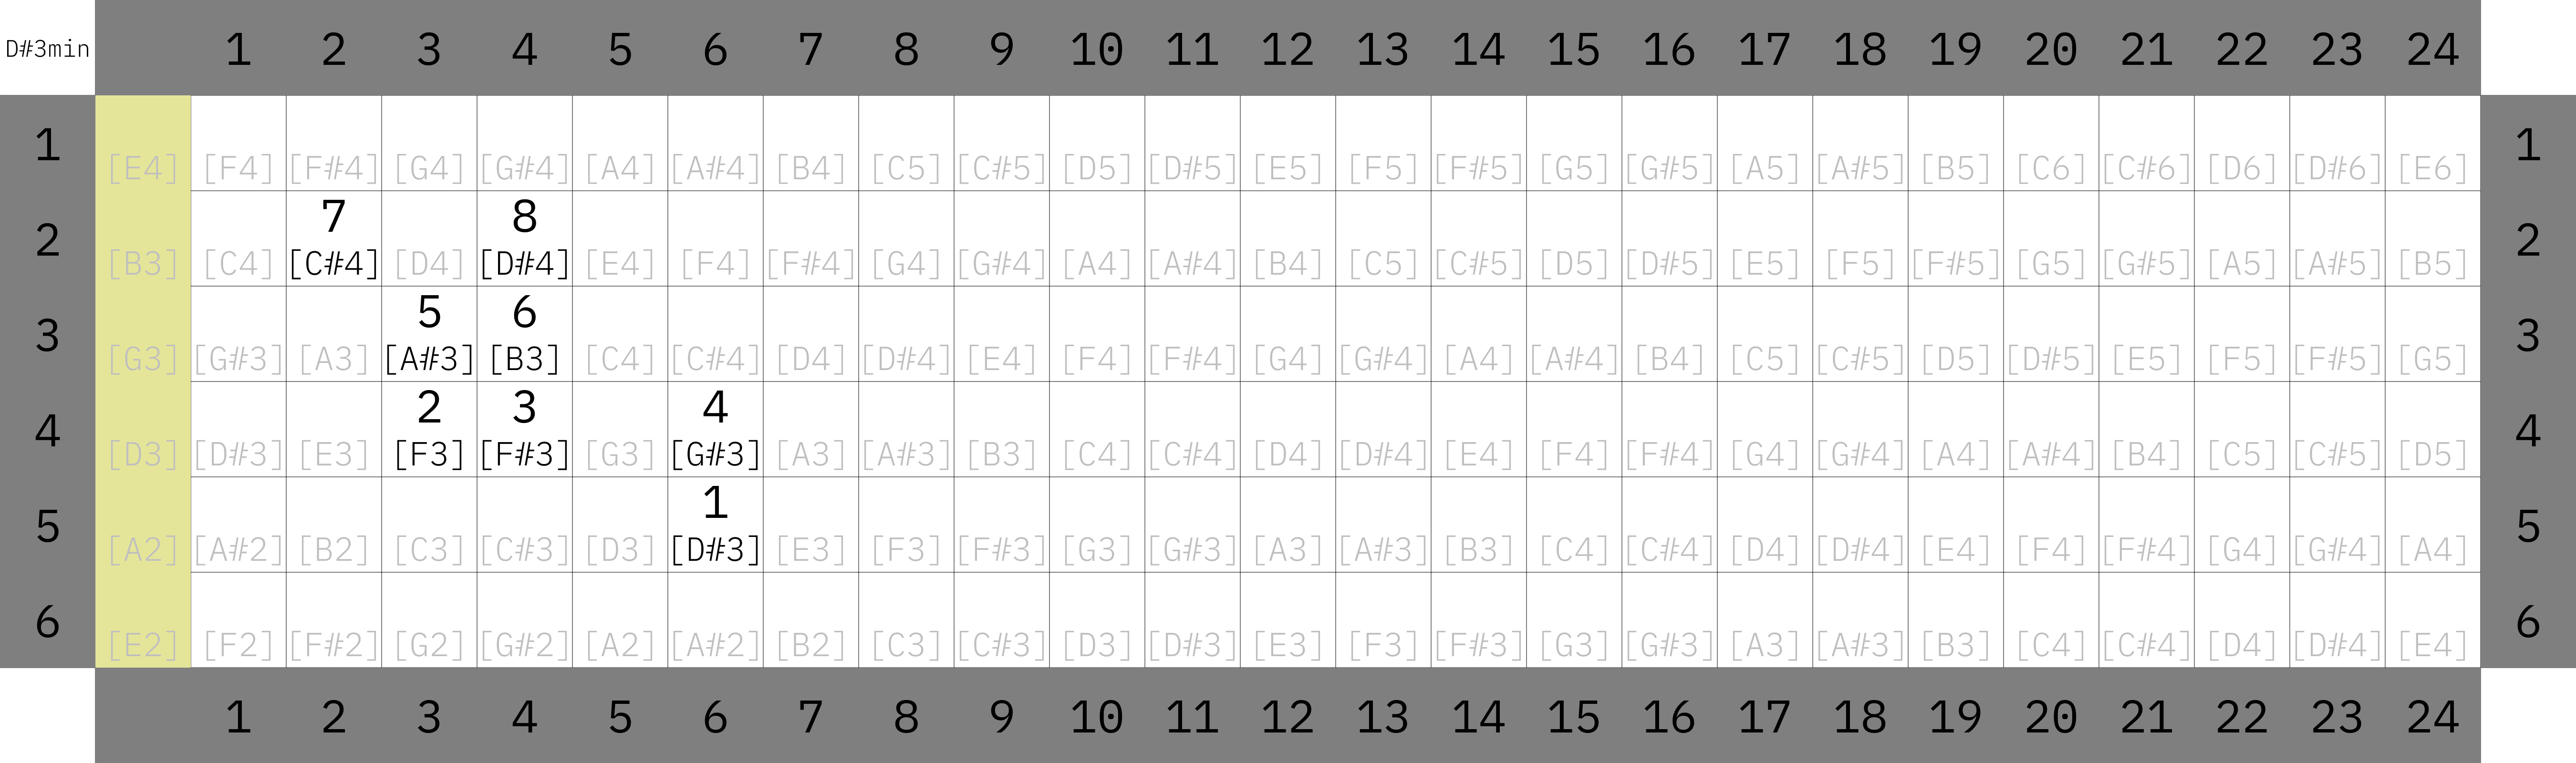 D#3min 1 2 3 4 5 6 7 8 9 10 11 12 13 14 15 16 17 18 19 20 21 22 23 24
1 [E4] [F4] [F#4] [G4] [G#4] [A4] [A#4] [B4] [C5] [C#5] [D5] [D#5] [E5] [F5] [F#5] [G5] [G#5] [A5] [A#5] [B5] [C6] [C#6] [D6] [D#6] [E6] 1
7 8
2 [B3] [C4] [C#4] [D4] [D#4] [E4] [F4] [F#4] [G4] [G#4] [A4] [A#4] [B4] [C5] [C#5] [D5] [D#5] [E5] [F5] [F#5] [G5] [G#5] [A5] [A#5] [B5] 2
5 6
3 [G3] [G#3] [A3] [A#3] [B3] [C4] [C#4] [D4] [D#4] [E4] [F4] [F#4] [G4] [G#4] [A4] [A#4] [B4] [C5] [C#5] [D5] [D#5] [E5] [F5] [F#5] [G5] 3
2 3 4
4 [D3] [D#3] [E3] [F3] [F#3] [G3] [G#3] [A3] [A#3] [B3] [C4] [C#4] [D4] [D#4] [E4] [F4] [F#4] [G4] [G#4] [A4] [A#4] [B4] [C5] [C#5] [D5] 4
1
5 [A2] [A#2] [B2] [C3] [C#3] [D3] [D#3] [E3] [F3] [F#3] [G3] [G#3] [A3] [A#3] [B3] [C4] [C#4] [D4] [D#4] [E4] [F4] [F#4] [G4] [G#4] [A4] 5
6 [E2] [F2] [F#2] [G2] [G#2] [A2] [A#2] [B2] [C3] [C#3] [D3] [D#3] [E3] [F3] [F#3] [G3] [G#3] [A3] [A#3] [B3] [C4] [C#4] [D4] [D#4] [E4] 6
1 2 3 4 5 6 7 8 9 10 11 12 13 14 15 16 17 18 19 20 21 22 23 24